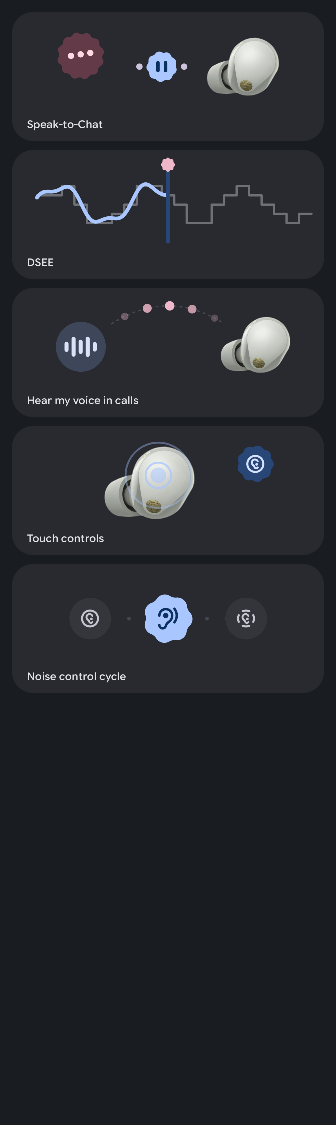 Speak-to-Chat
DSEE
Hear my voice in calls
Touch controls
Noise control cycle